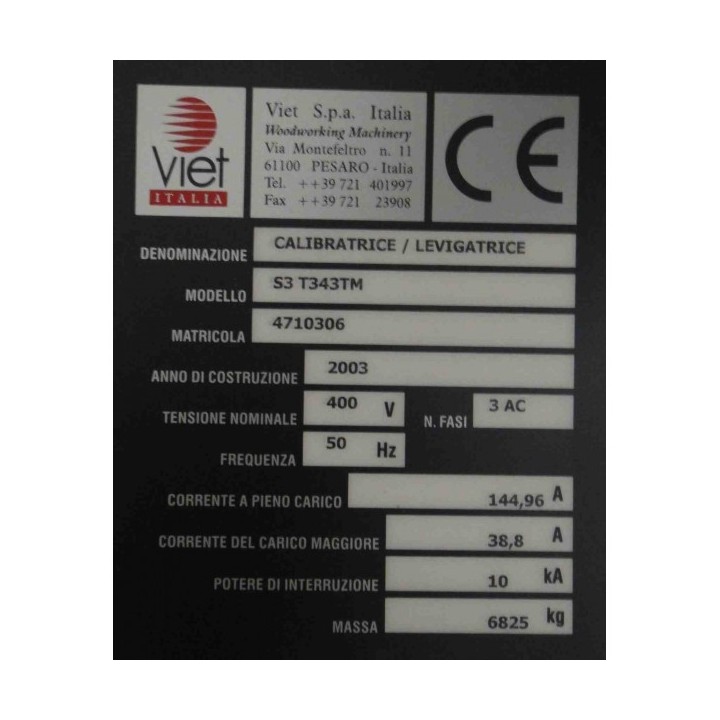 Viet
ITALIA
Viet S.p.a. Italia
Woodworking Machinery
Via Montefeltro n. 11
61100 PESARO - Italia
Tel. ++39 721 401997
Fax ++39 721 23908
CE
DENOMINAZIONE CALIBRATRICE / LEVIGATRICE
MODELLO S3 T343TM
MATRICOLA 4710306
ANNO DI COSTRUZIONE 2003
TENSIONE NOMINALE 400 V N. FASI 3 AC
FREQUENZA 50 Hz
CORRENTE A PIENO CARICO 144,96 A
CORRENTE DEL CARICO MAGGIORE 38,8 A
POTERE DI INTERRUZIONE 10 kA
MASSA 6825 kg